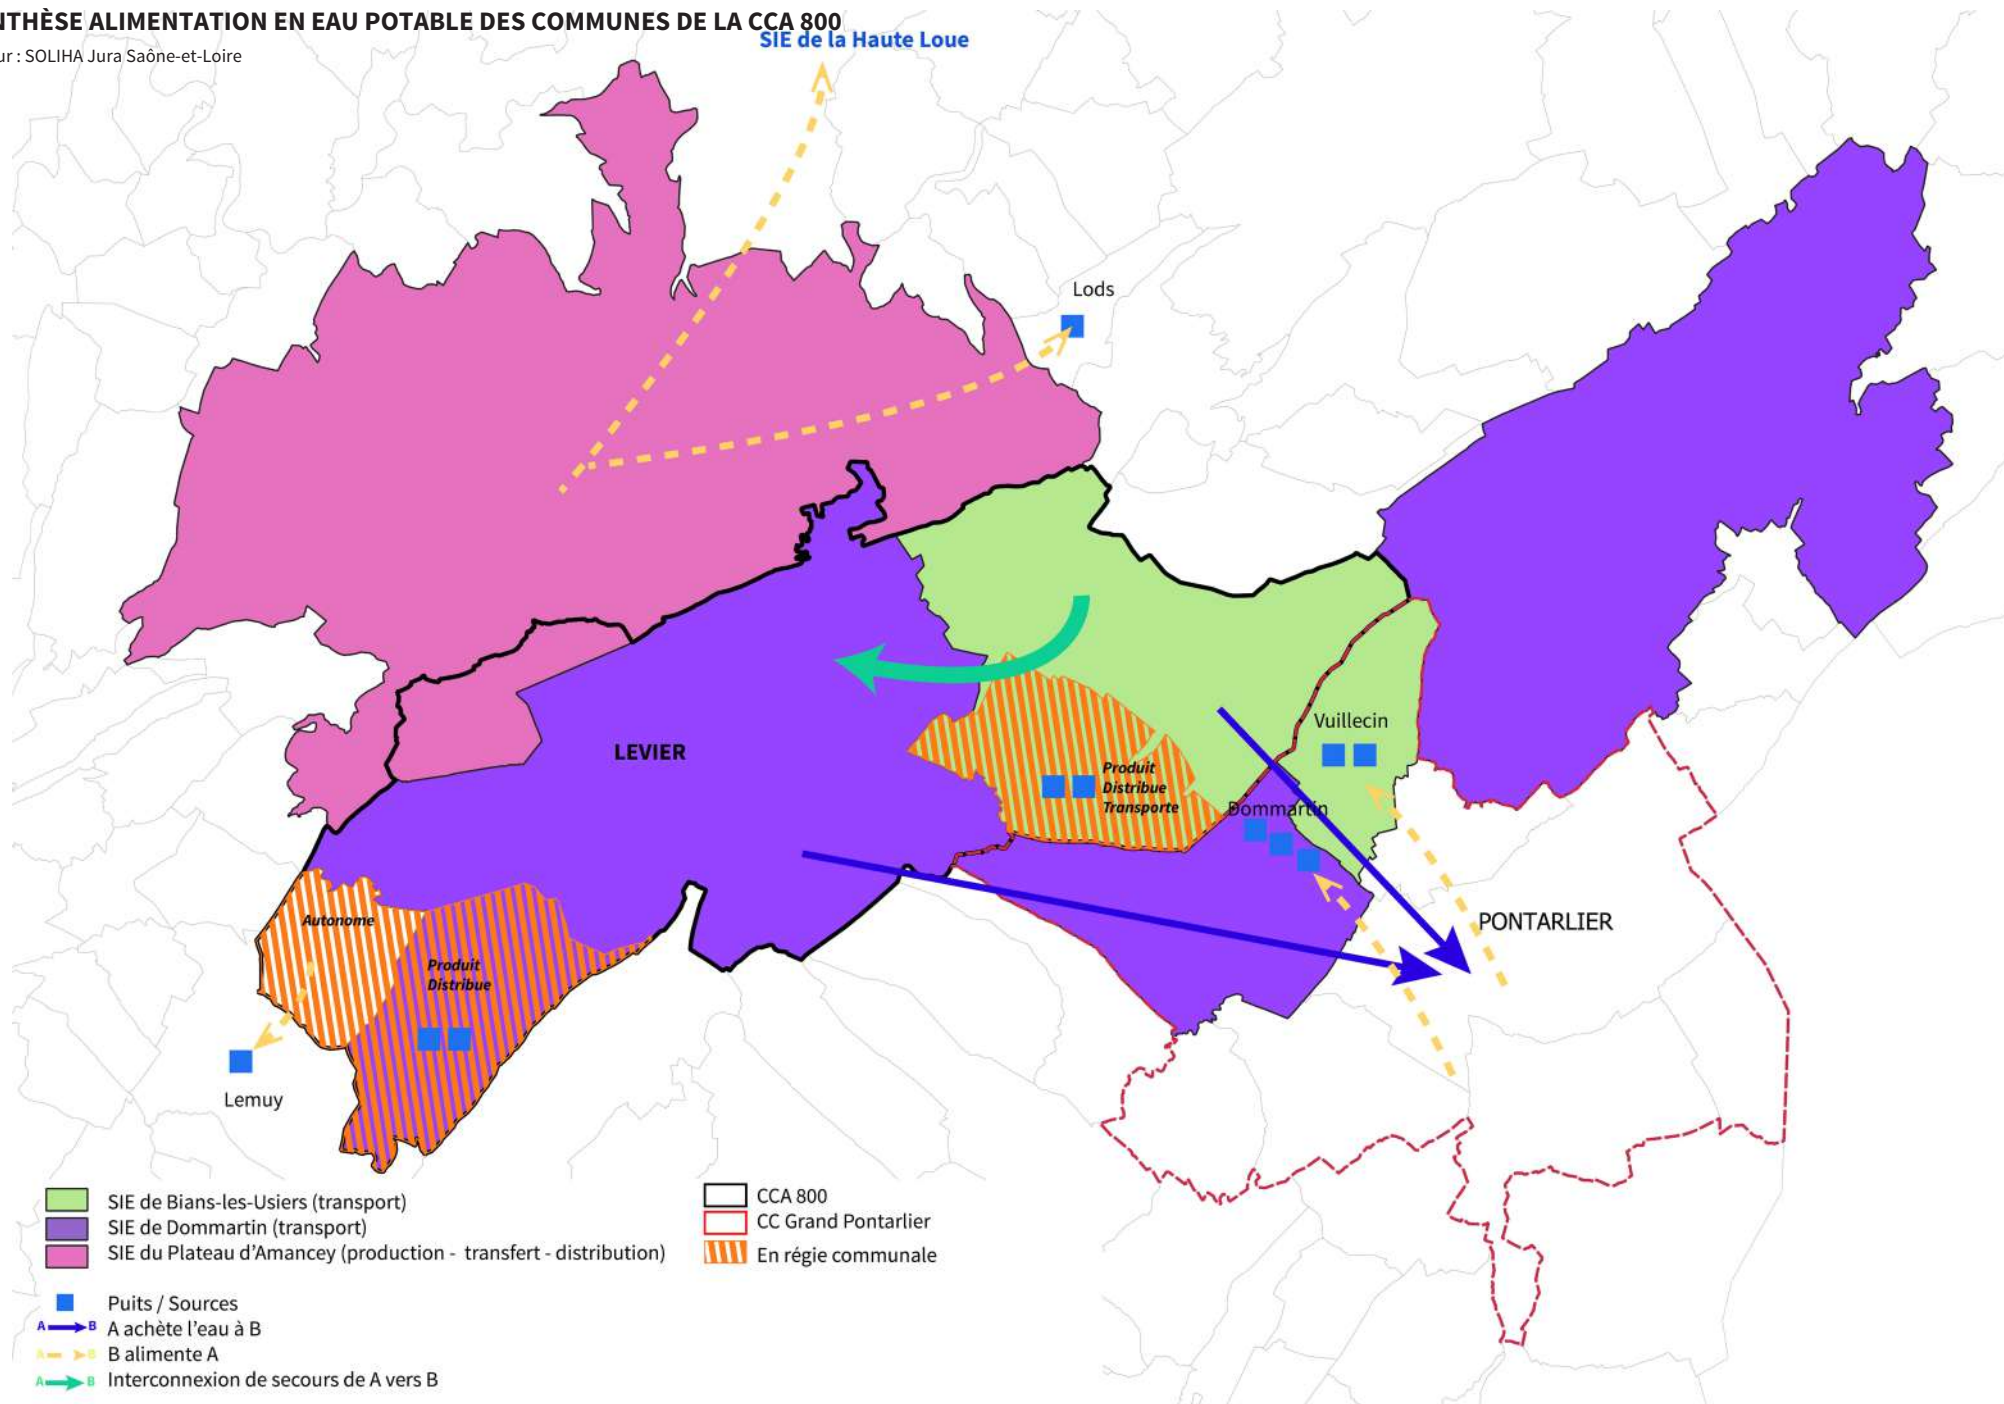 NTHÈSE ALIMENTATION EN EAU POTABLE DES COMMUNES DE LA CCA 800
ur : SOLIHA Jura Saône-et-Loire
SIE de la Haute Loue
Lods
LEVIER
Vuillecin
Produit
Distribue
Transporte
Dommartin
PONTARLIER
Autonome
Produit
Distribue
Lemuy
SIE de Bians-les-Usiers (transport)
SIE de Dommartin (transport)
SIE du Plateau d’Amancey (production - transfert - distribution)
CCA 800
CC Grand Pontarlier
En régie communale
Puits / Sources
A B A achète l’eau à B
A B B alimente A
A B Interconnexion de secours de A vers B